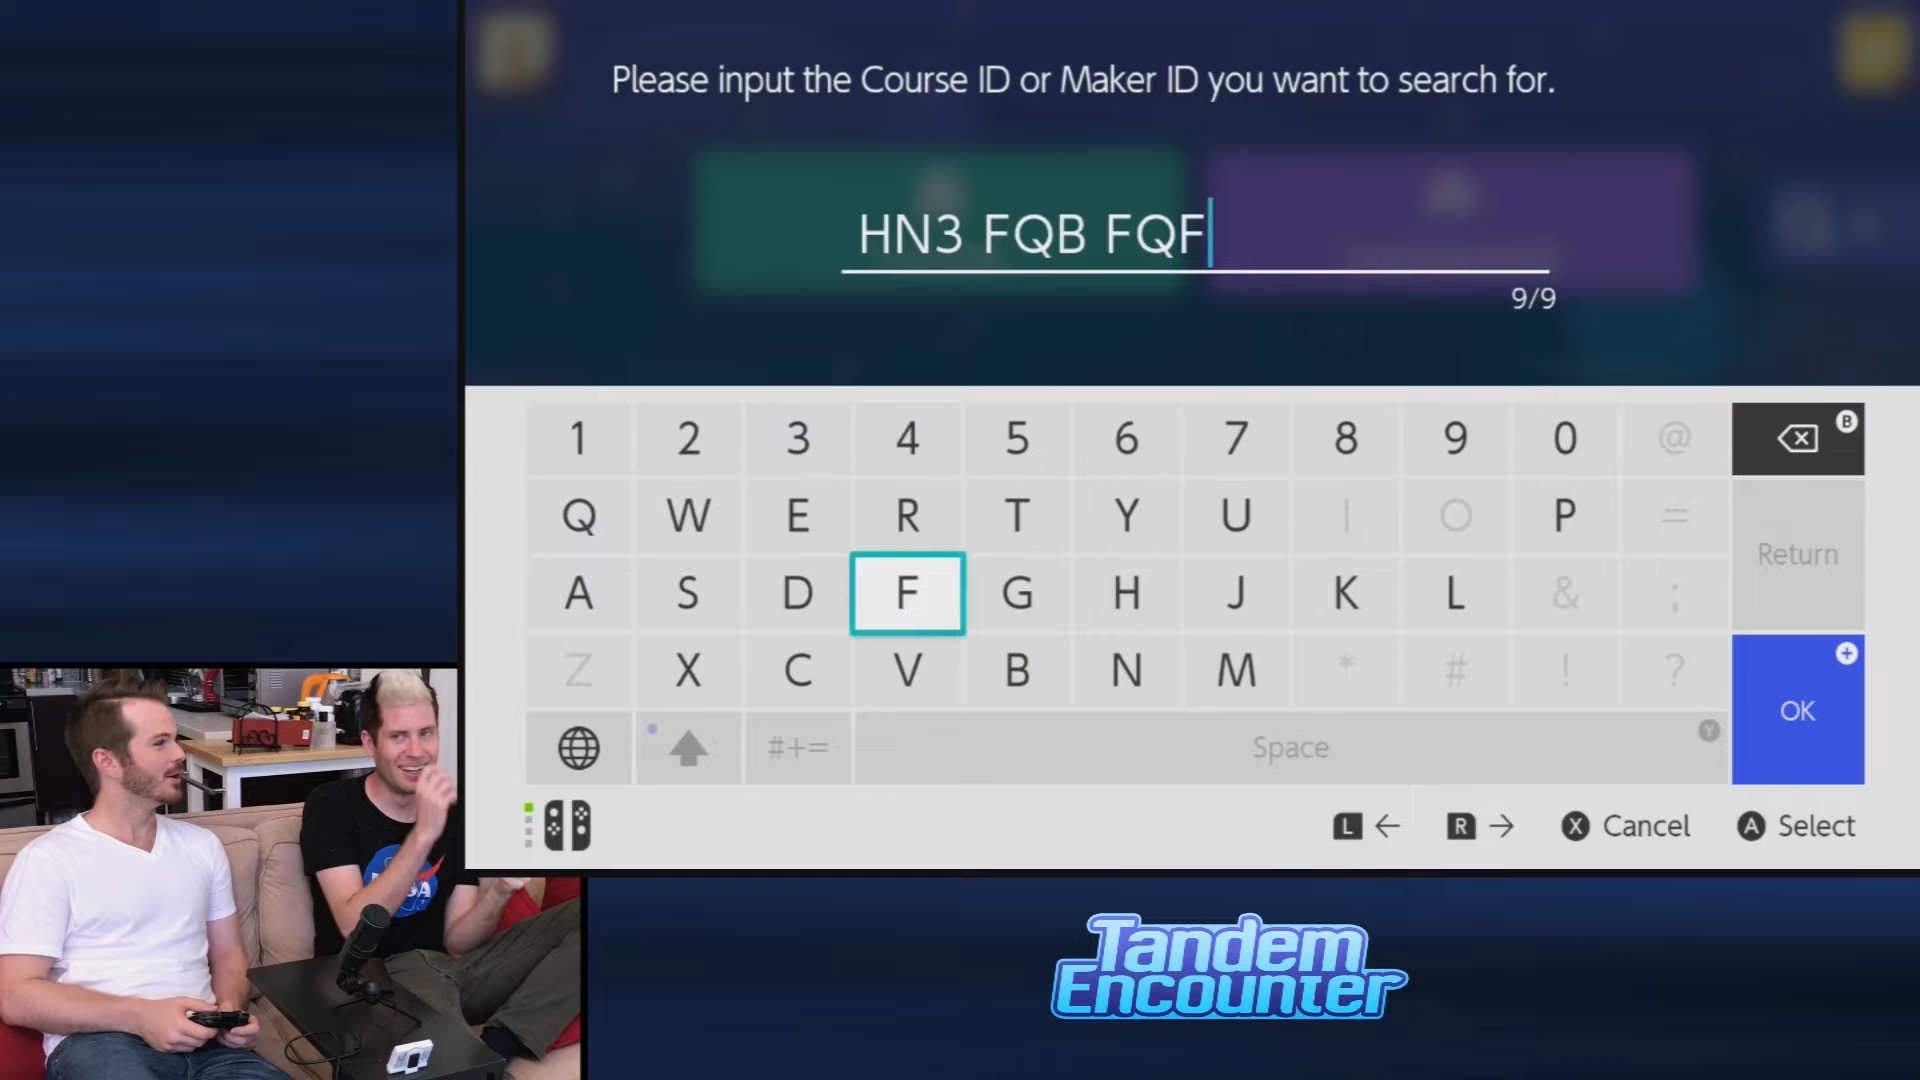 Please input the Course ID or Maker ID you want to search for.
HN3 FQB FQF
9/9
1 2 3 4 5 6 7 8 9 0 @ B
Q W E R T Y U I O P = Return
A S D F G H J K L & ;
Z X C V B N M * # ! ? + OK
#+= Space Y
L ← R → X Cancel A Select
Tandem
Encounter